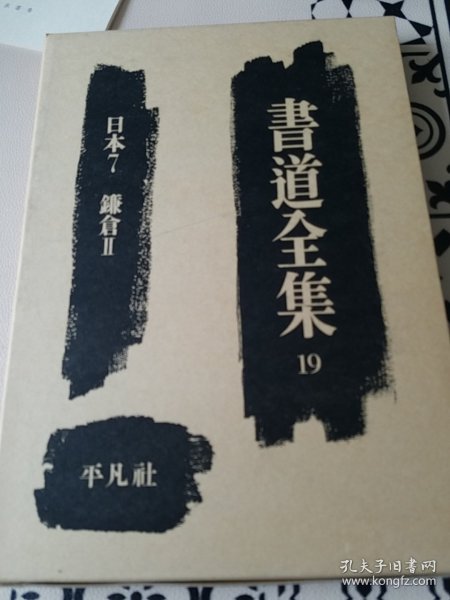 書道全集 19
日本7 鎌倉II
平凡社
孔夫子旧书网
www.kongfz.com